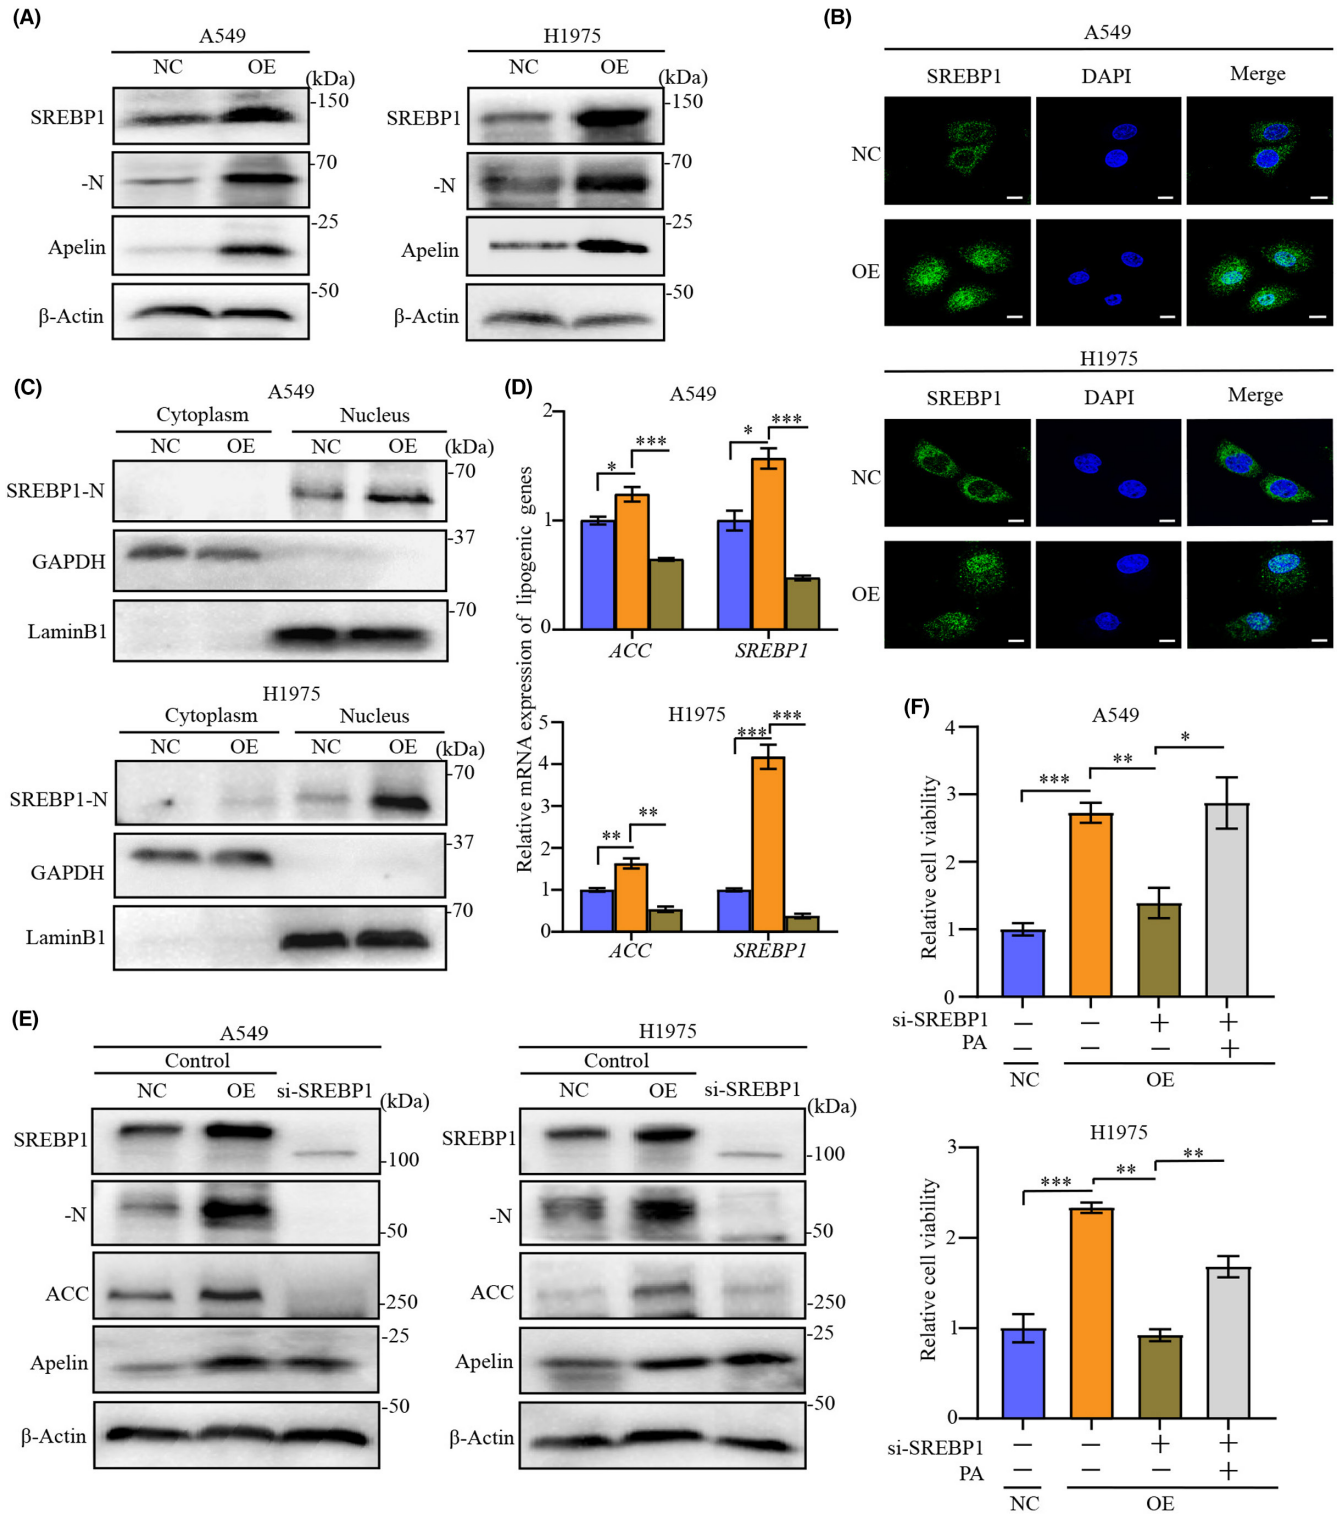 (A)
A549
NC OE (kDa)
SREBP1 -150
-N -70
Apelin -25
β-Actin -50
H1975
NC OE (kDa)
SREBP1 -150
-N -70
Apelin -25
β-Actin -50
(B)
A549
SREBP1 DAPI Merge
NC
OE
H1975
SREBP1 DAPI Merge
NC
OE
(C)
A549
Cytoplasm Nucleus
NC OE NC OE (kDa)
SREBP1-N -70
GAPDH -37
LaminB1 -70
H1975
Cytoplasm Nucleus
NC OE NC OE (kDa)
SREBP1-N -70
GAPDH -37
LaminB1 -70
(D)
Relative mRNA expression of lipogenic genes
A549
2
1
0
* *** * ***
ACC SREBP1
H1975
5
4
3
2
1
0
** ** *** ***
ACC SREBP1
(E)
A549
Control
NC OE si-SREBP1 (kDa)
SREBP1 -100
-N -50
ACC -250
Apelin -25
β-Actin -50
H1975
Control
NC OE si-SREBP1 (kDa)
SREBP1 -100
-N -50
ACC -250
Apelin -25
β-Actin -50
(F)
A549
Relative cell viability
4
3
2
1
0
*** ** *
si-SREBP1 — — + +
PA — — — +
NC OE
H1975
Relative cell viability
3
2
1
0
*** ** **
si-SREBP1 — — + +
PA — — — +
NC OE